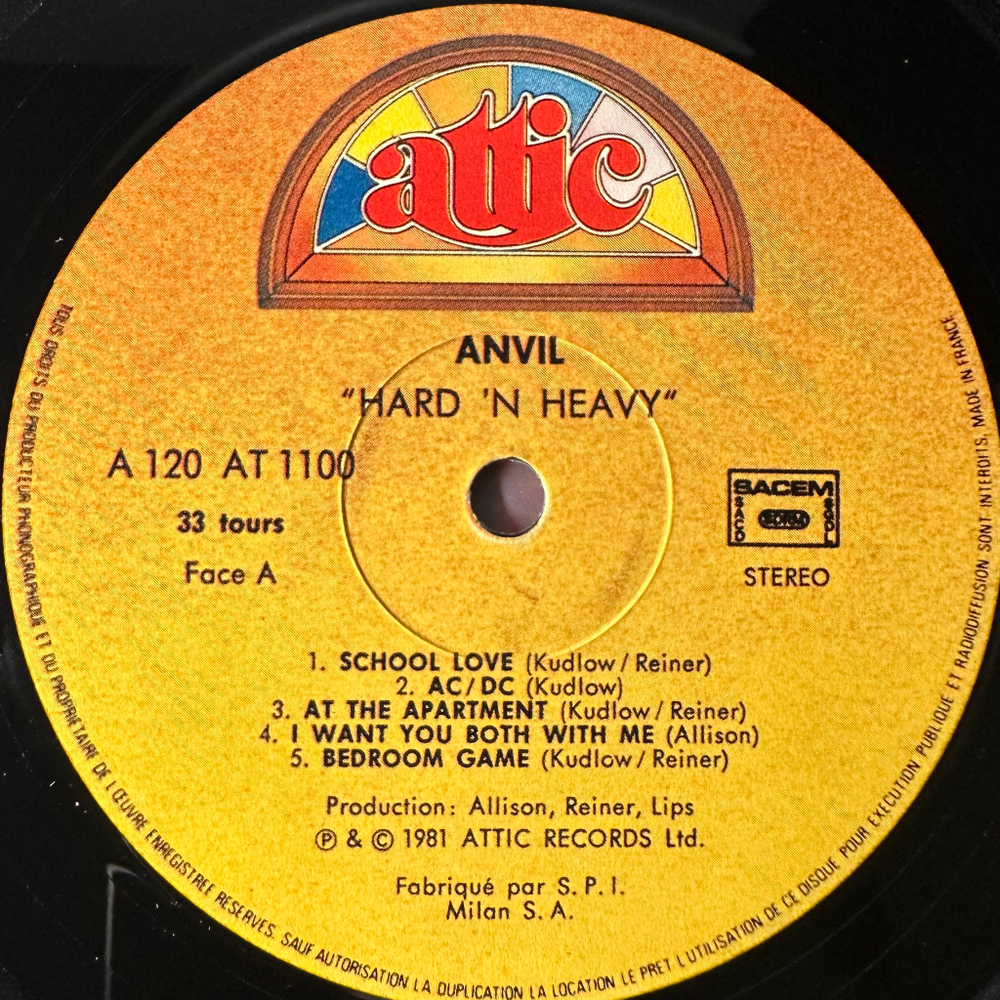 attic
ANVIL
"HARD 'N HEAVY"
A 120 AT 1100
33 tours
Face A
SACEM
SACD
SDRM
SGDL
STEREO
1. SCHOOL LOVE (Kudlow / Reiner)
2. AC/DC (Kudlow)
3. AT THE APARTMENT (Kudlow / Reiner)
4. I WANT YOU BOTH WITH ME (Allison)
5. BEDROOM GAME (Kudlow / Reiner)
Production: Allison, Reiner, Lips
℗ & © 1981 ATTIC RECORDS Ltd.
Fabriqué par S. P. I.
Milan S. A.
TOUS DROITS DU PRODUCTEUR PHONOGRAPHIQUE ET DU PROPRIETAIRE DE L'ŒUVRE ENREGISTREE RESERVES. SAUF AUTORISATION LA DUPLICATION LA LOCATION LE PRET L'UTILISATION DE CE DISQUE POUR EXECUTION PUBLIQUE ET RADIODIFFUSION SONT INTERDITS. MADE IN FRANCE